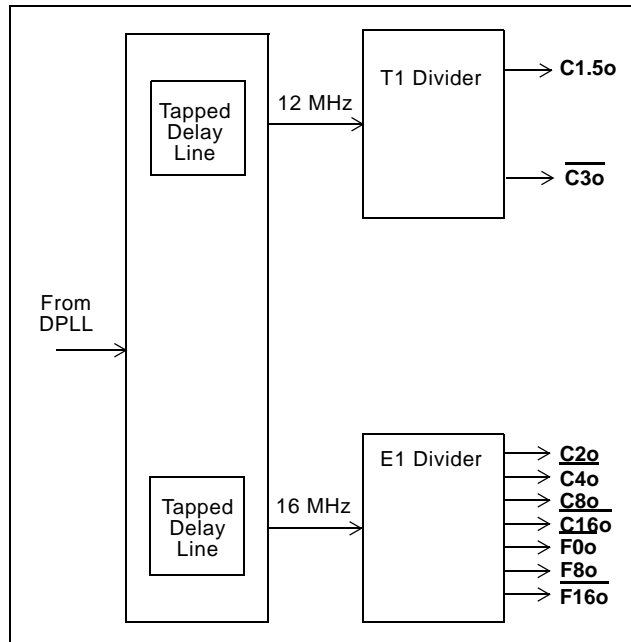 Tapped
Delay
Line
12 MHz
T1 Divider
C1.5o
C3o
From
DPLL
Tapped
Delay
Line
16 MHz
E1 Divider
C2o
C4o
C8o
C16o
F0o
F8o
F16o